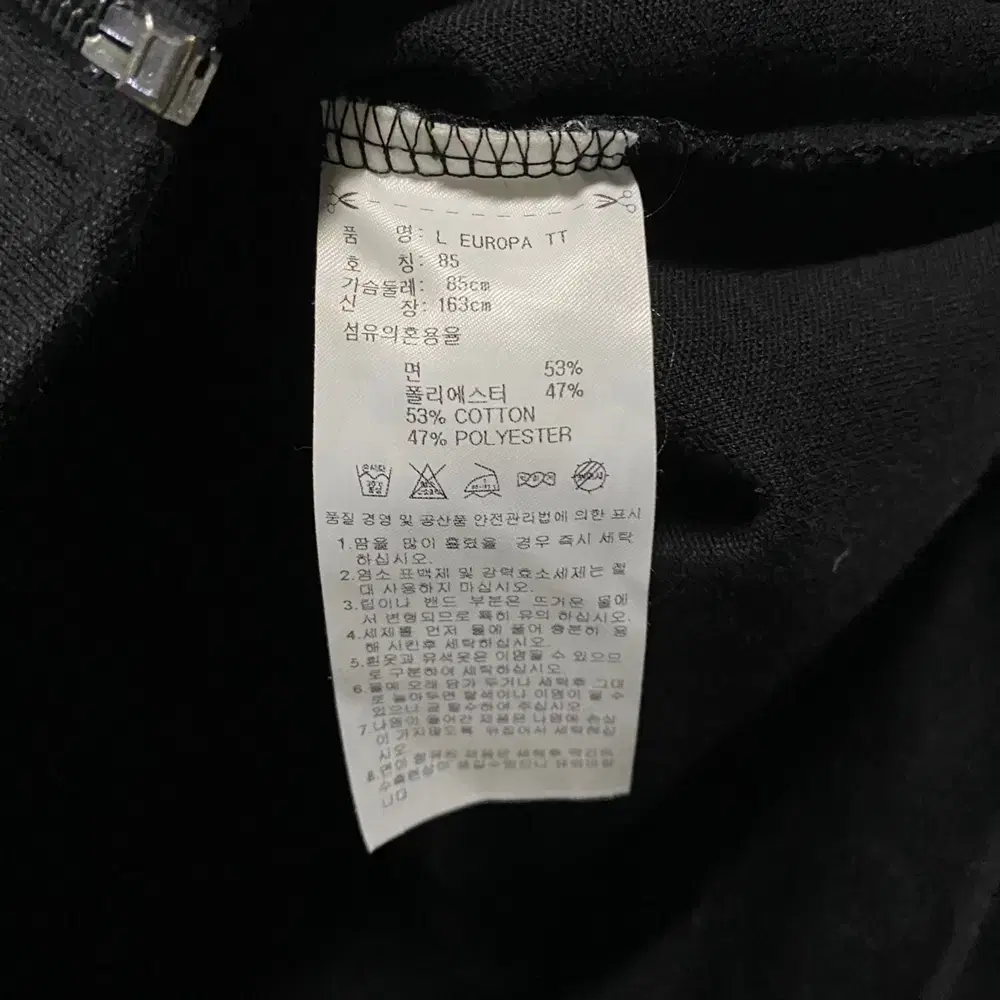 품 명: L EUROPA TT
호 칭: 85
가슴둘레: 85cm
신 장: 163cm
섬유의혼용율
면 53%
폴리에스터 47%
53% COTTON
47% POLYESTER
품질 경영 및 공산품 안전관리법에 의한 표시
1.땀을 많이 흘렸을 경우 즉시 세탁
하십시오.
2.염소 표백제 및 강력효소세제는 절
대 사용하지 마십시오.
3.립이나 밴드 부분은 뜨거운 물에
서 변형되므로 특히 유의 하십시오.
4.세제를 먼저 물에 풀어 충분히 용
해 시킨후 세탁하십시오.
5.흰옷과 유색옷은 이염될 수 있으므
로 구분하여 세탁하십시오.
6.물에 오래 담가 두거나 세탁후 그대
로 놓아두면 탈색이나 이염이 될 수
있으니
7.나염이 들어간 제품은 나염에 손상
이 가지 않도록 뒤집어서 세탁하십
시오
니다